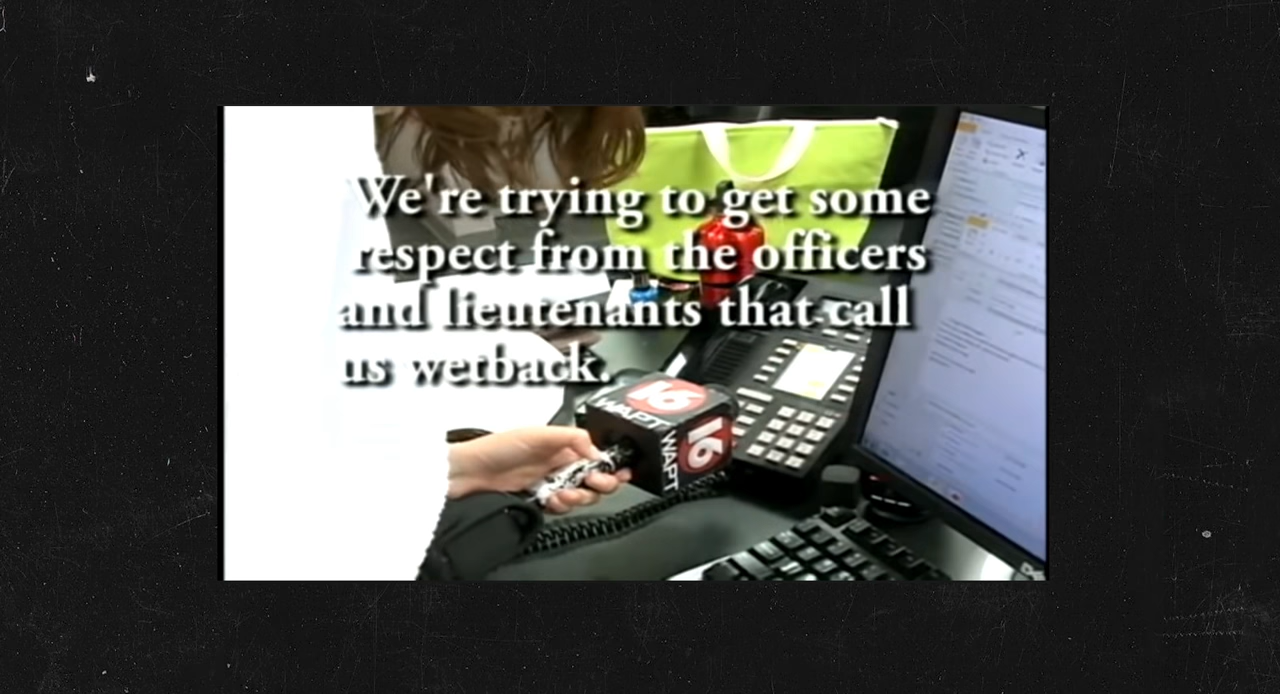 We're trying to get some
respect from the officers
and lieutenants that call
us wetback.
16
WAPT
16
WAPT